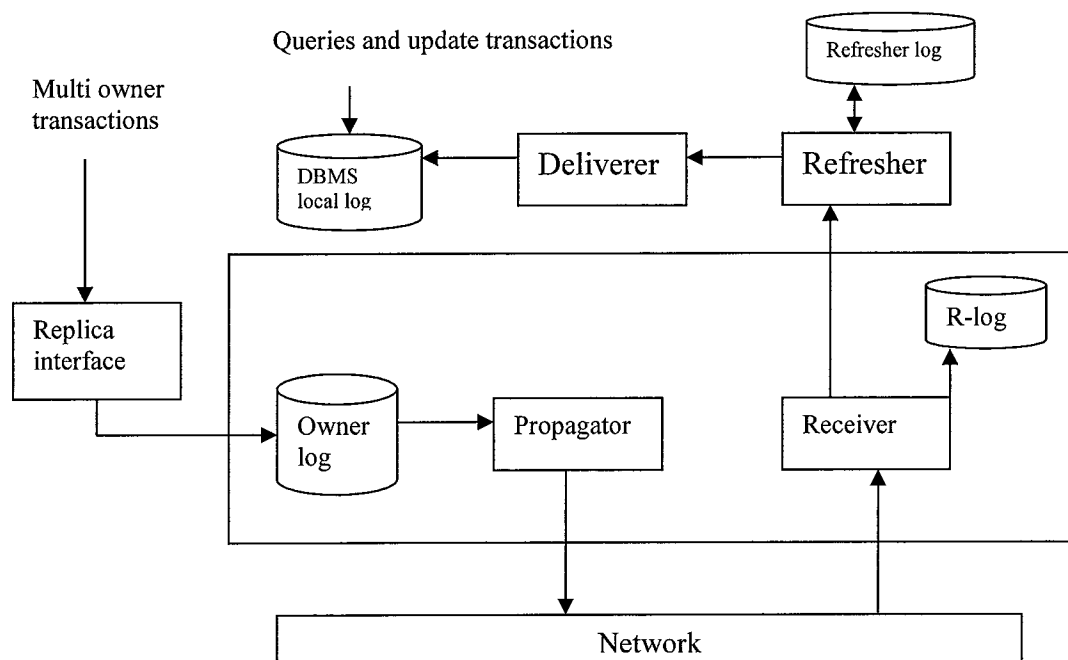 Queries and update transactions
Refresher log
Multi owner
transactions
DBMS
local log
Deliverer
Refresher
Replica
interface
R-log
Owner
log
Propagator
Receiver
Network